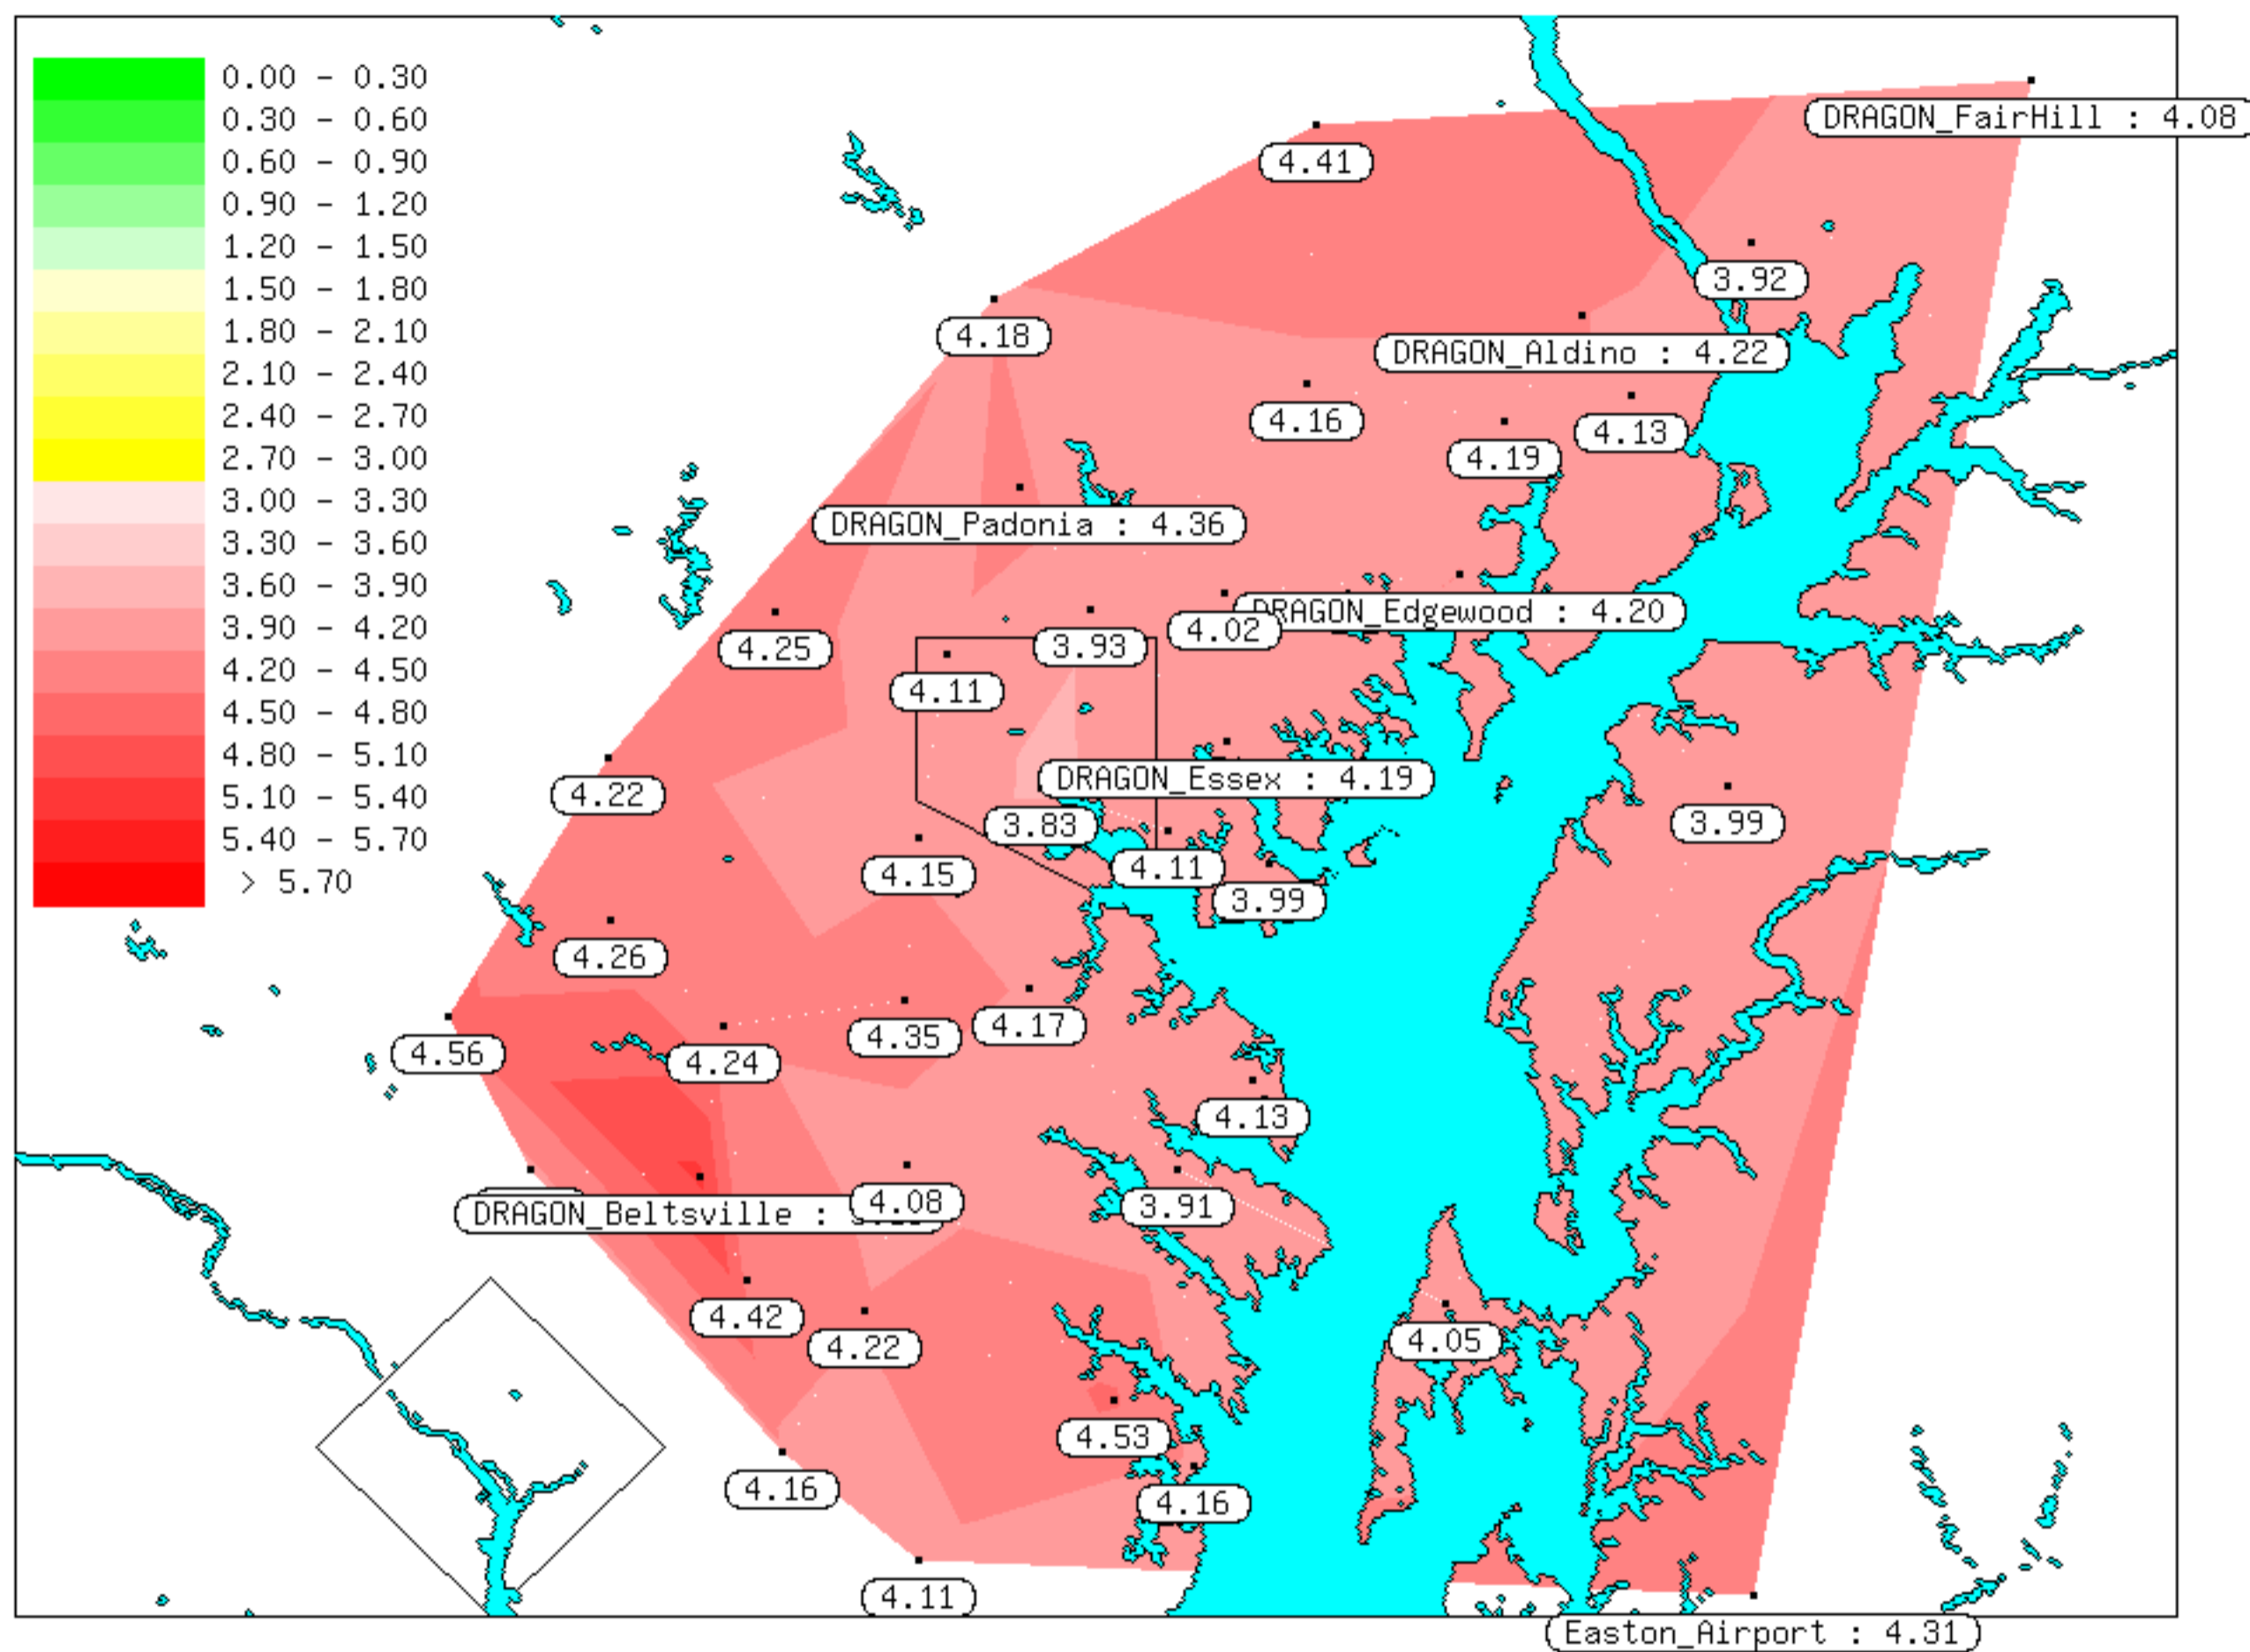 0.00 - 0.30
0.30 - 0.60
0.60 - 0.90
0.90 - 1.20
1.20 - 1.50
1.50 - 1.80
1.80 - 2.10
2.10 - 2.40
2.40 - 2.70
2.70 - 3.00
3.00 - 3.30
3.30 - 3.60
3.60 - 3.90
3.90 - 4.20
4.20 - 4.50
4.50 - 4.80
4.80 - 5.10
5.10 - 5.40
5.40 - 5.70
> 5.70
DRAGON_FairHill : 4.08
4.41
3.92
4.18
DRAGON_Aldino : 4.22
4.16
4.13
4.19
DRAGON_Padonia : 4.36
DRAGON_Edgewood : 4.20
4.02
3.93
4.25
4.11
DRAGON_Essex : 4.19
4.22
3.83
3.99
4.11
4.15
3.99
4.26
4.17
4.35
4.56
4.24
4.13
4.08
3.91
DRAGON_Beltsville :
4.42
4.05
4.22
4.53
4.16
4.16
4.11
Easton_Airport : 4.31